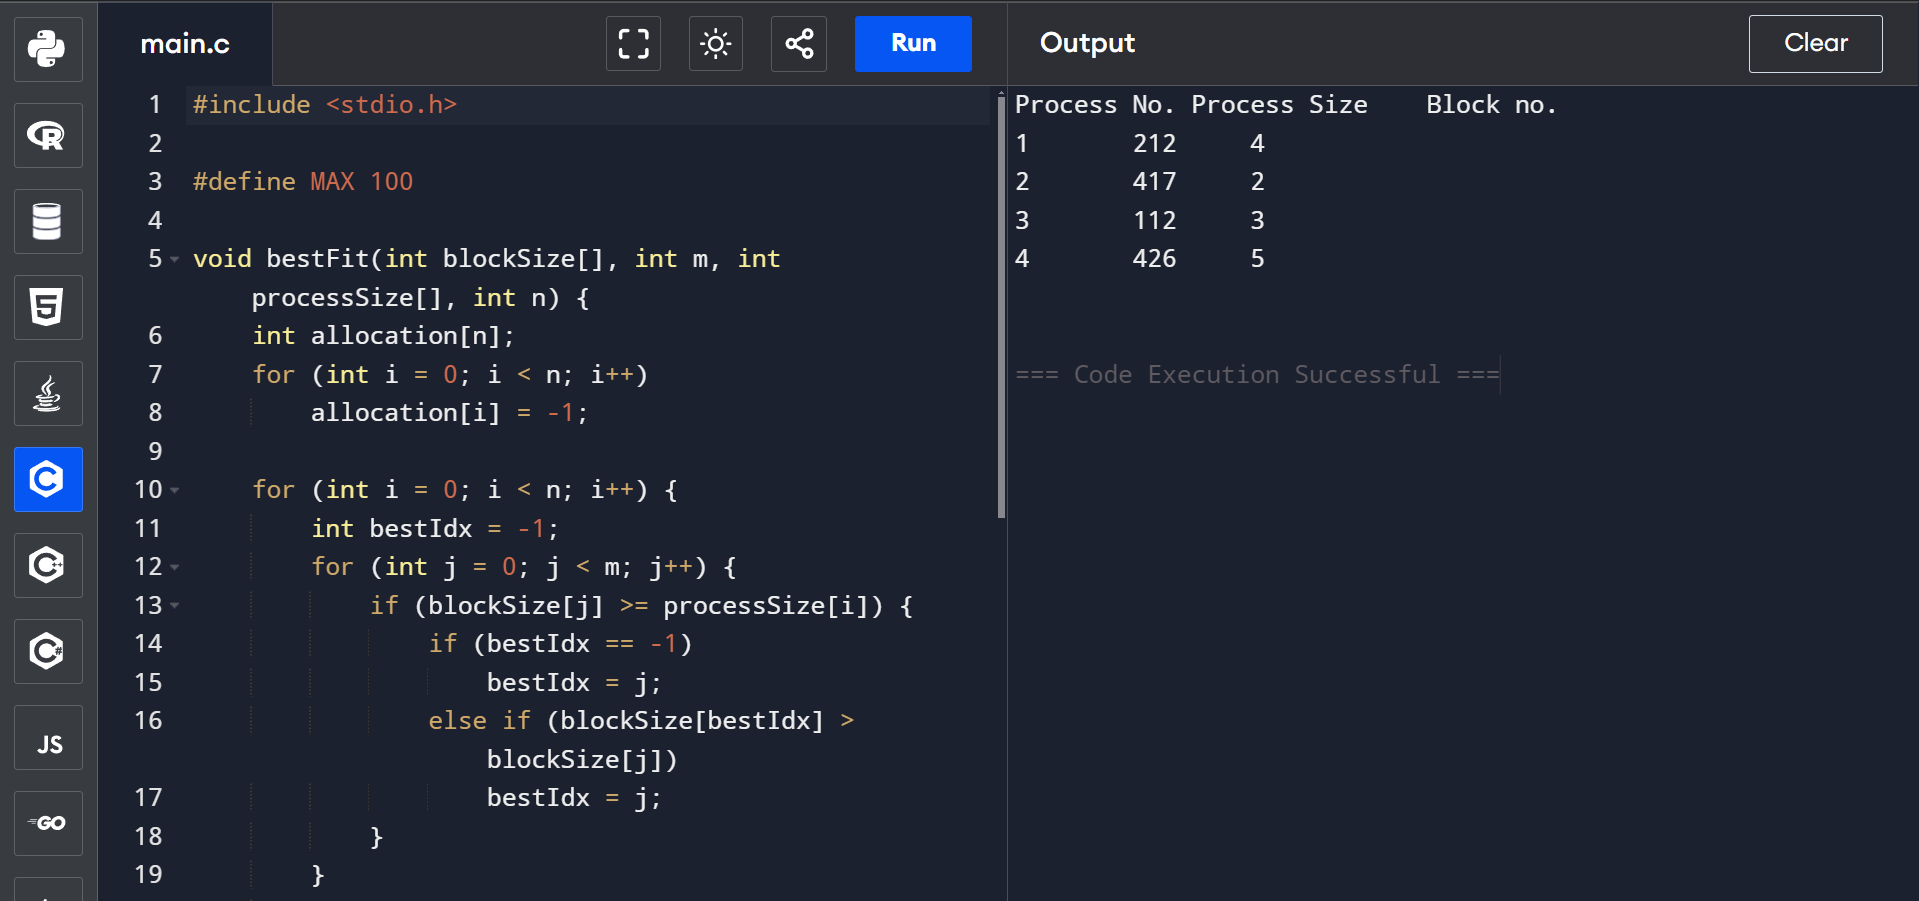 main.c
Run
Output
Clear
1 #include <stdio.h>
2
3 #define MAX 100
4
5 void bestFit(int blockSize[], int m, int
processSize[], int n) {
6 int allocation[n];
7 for (int i = 0; i < n; i++)
8 allocation[i] = -1;
9
10 for (int i = 0; i < n; i++) {
11 int bestIdx = -1;
12 for (int j = 0; j < m; j++) {
13 if (blockSize[j] >= processSize[i]) {
14 if (bestIdx == -1)
15 bestIdx = j;
16 else if (blockSize[bestIdx] >
blockSize[j])
17 bestIdx = j;
18 }
19 }
Process No. Process Size Block no.
1 212 4
2 417 2
3 112 3
4 426 5
=== Code Execution Successful ===
R
5
C
C++
C#
JS
GO